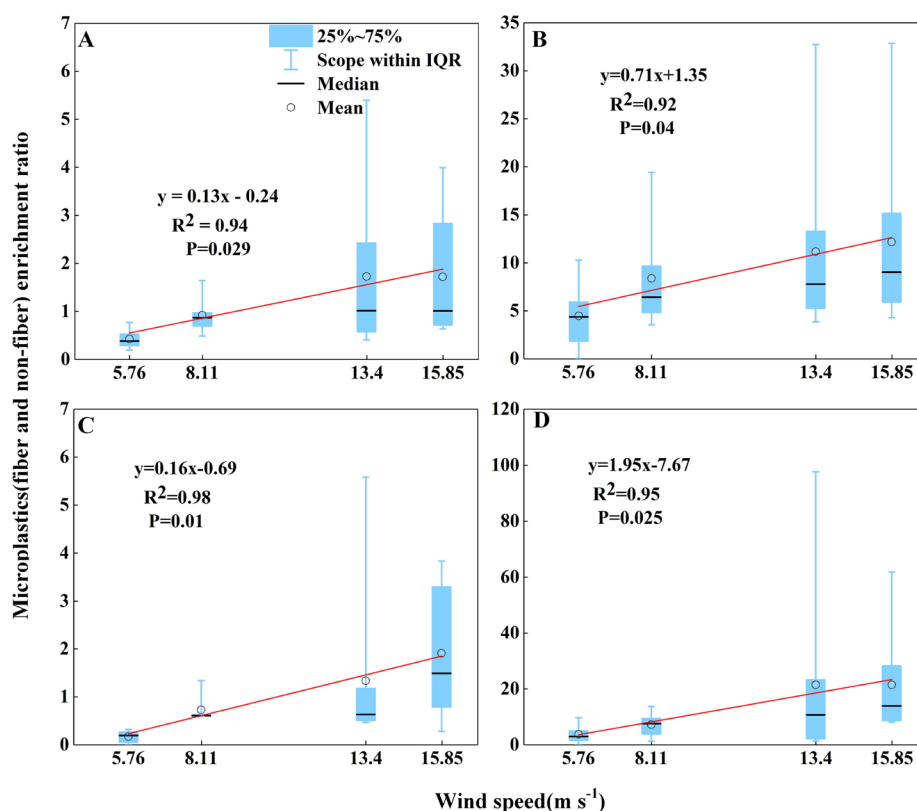 Microplastics(fiber and non-fiber) enrichment ratio
A
7
6
5
4
3
2
1
0
25%~75%
Scope within IQR
Median
Mean
y = 0.13x - 0.24
R2 = 0.94
P=0.029
5.76 8.11 13.4 15.85
B
35
30
25
20
15
10
5
0
y=0.71x+1.35
R2=0.92
P=0.04
5.76 8.11 13.4 15.85
C
7
6
5
4
3
2
1
0
y=0.16x-0.69
R2=0.98
P=0.01
5.76 8.11 13.4 15.85
D
120
100
80
60
40
20
0
y=1.95x-7.67
R2=0.95
P=0.025
5.76 8.11 13.4 15.85
Wind speed(m s-1)